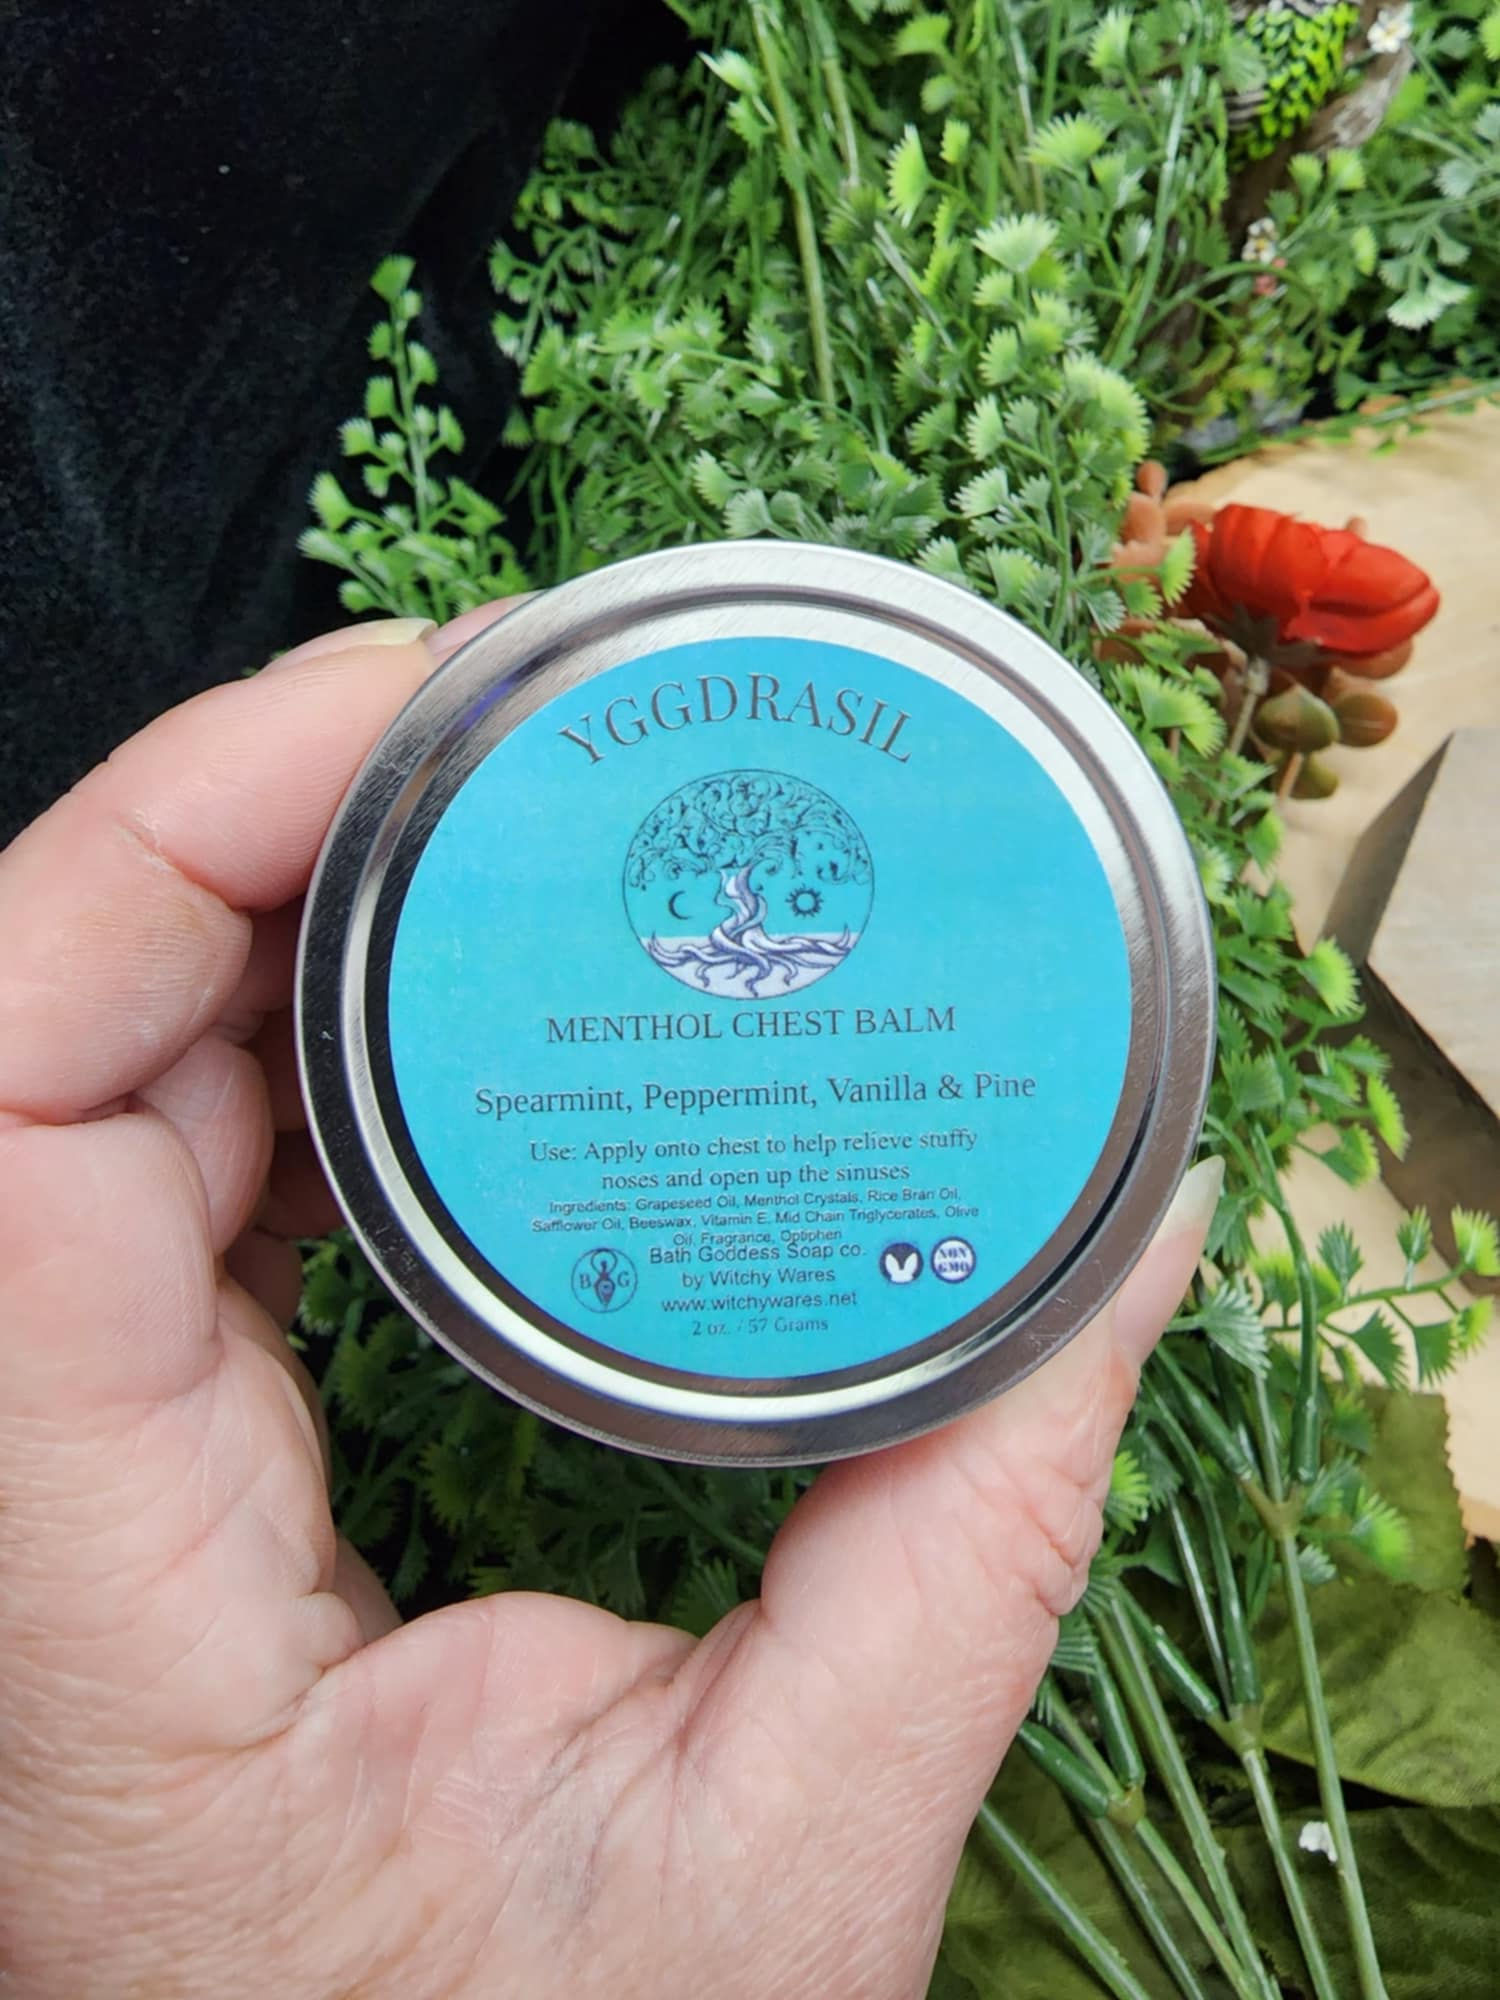 YGGDRASIL
MENTHOL CHEST BALM
Spearmint, Peppermint, Vanilla & Pine
Use: Apply onto chest to help relieve stuffy
noses and open up the sinuses
Ingredients: Grapeseed Oil, Menthol Crystals, Rice Bran Oil,
Safflower Oil, Beeswax, Vitamin E, Mid Chain Triglycerates, Olive
Oil, Fragrance, Optiphen
Bath Goddess Soap co.
by Witchy Wares
www.witchywares.net
2 oz. / 57 Grams
B G
NON
GMO